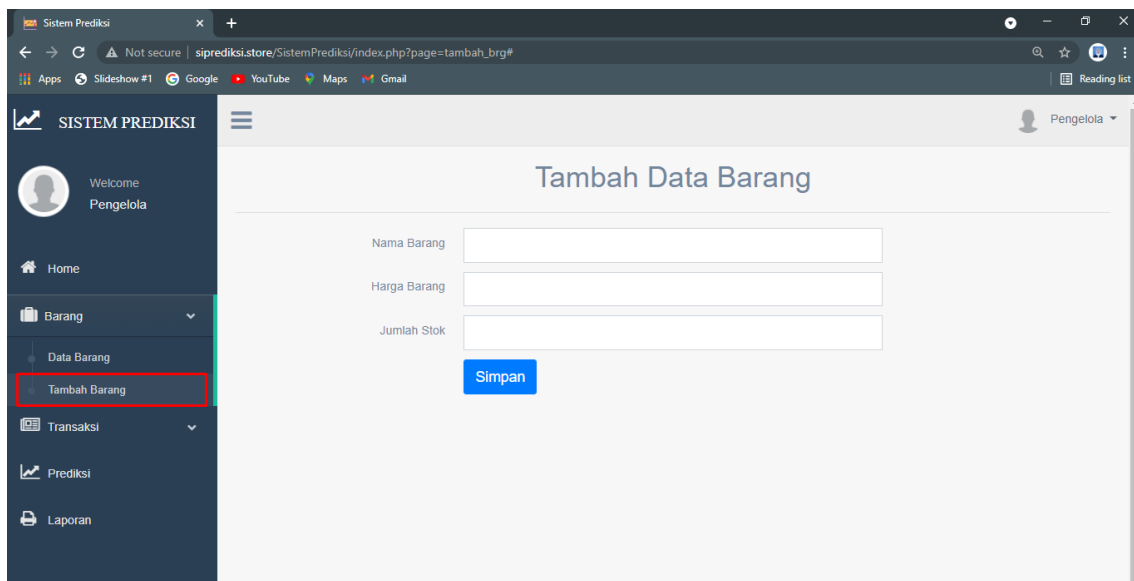 Sistem Prediksi
Not secure | siprediksi.store/SistemPrediksi/index.php?page=tambah_brg#
Apps Slideshow #1 Google YouTube Maps Gmail Reading list
SISTEM PREDIKSI
Pengelola
Welcome
Pengelola
Home
Barang
Data Barang
Tambah Barang
Transaksi
Prediksi
Laporan
Tambah Data Barang
Nama Barang
Harga Barang
Jumlah Stok
Simpan